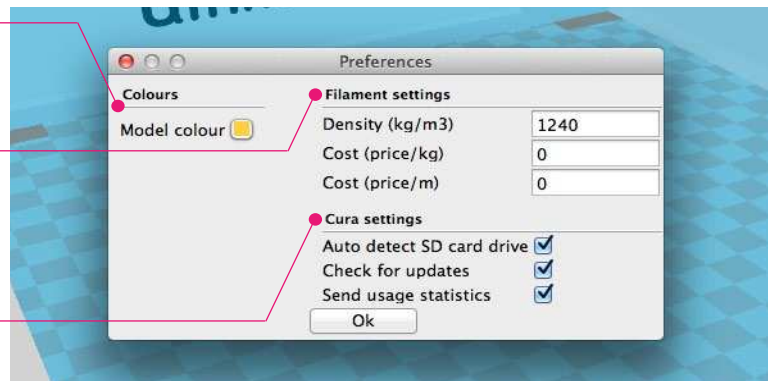 Preferences
Colours
Model colour
Filament settings
Density (kg/m3) 1240
Cost (price/kg) 0
Cost (price/m) 0
Cura settings
Auto detect SD card drive
Check for updates
Send usage statistics
Ok